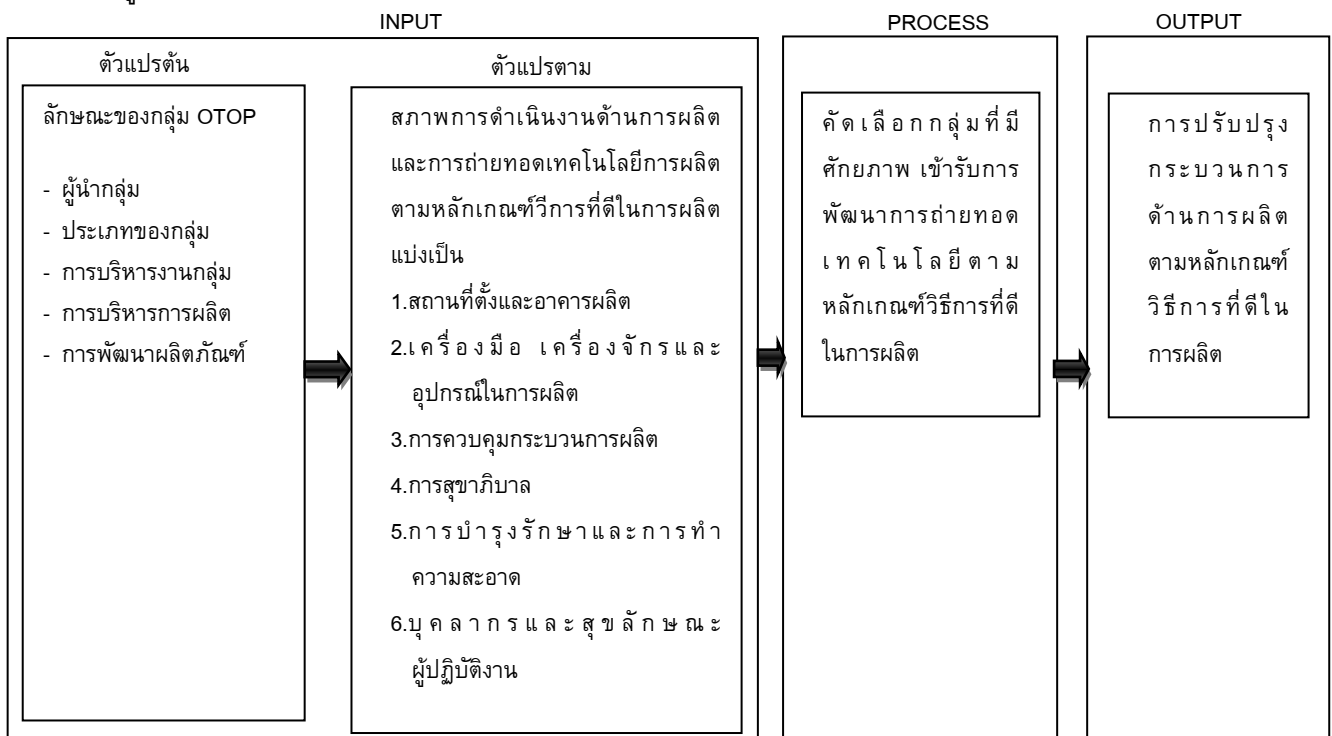 INPUT
PROCESS
OUTPUT
ตัวแปรต้น
ลักษณะของกลุ่ม OTOP
- ผู้นำกลุ่ม
- ประเภทของกลุ่ม
- การบริหารงานกลุ่ม
- การบริหารการผลิต
- การพัฒนาผลิตภัณฑ์
ตัวแปรตาม
สภาพการดำเนินงานด้านการผลิต
และการถ่ายทอดเทคโนโลยีการผลิต
ตามหลักเกณฑ์วีการที่ดีในการผลิต
แบ่งเป็น
1.สถานที่ตั้งและอาคารผลิต
2.เครื่องมือ เครื่องจักรและ
อุปกรณ์ในการผลิต
3.การควบคุมกระบวนการผลิต
4.การสุขาภิบาล
5.การบำรุงรักษาและการทำ
ความสะอาด
6.บุคลากรและสุขลักษณะ
ผู้ปฏิบัติงาน
คัดเลือกกลุ่มที่มี
ศักยภาพ เข้ารับการ
พัฒนาการถ่ายทอด
เทคโนโลยีตาม
หลักเกณฑ์วิธีการที่ดี
ในการผลิต
การปรับปรุง
กระบวนการ
ด้านการผลิต
ตามหลักเกณฑ์
วิธีการที่ดีใน
การผลิต